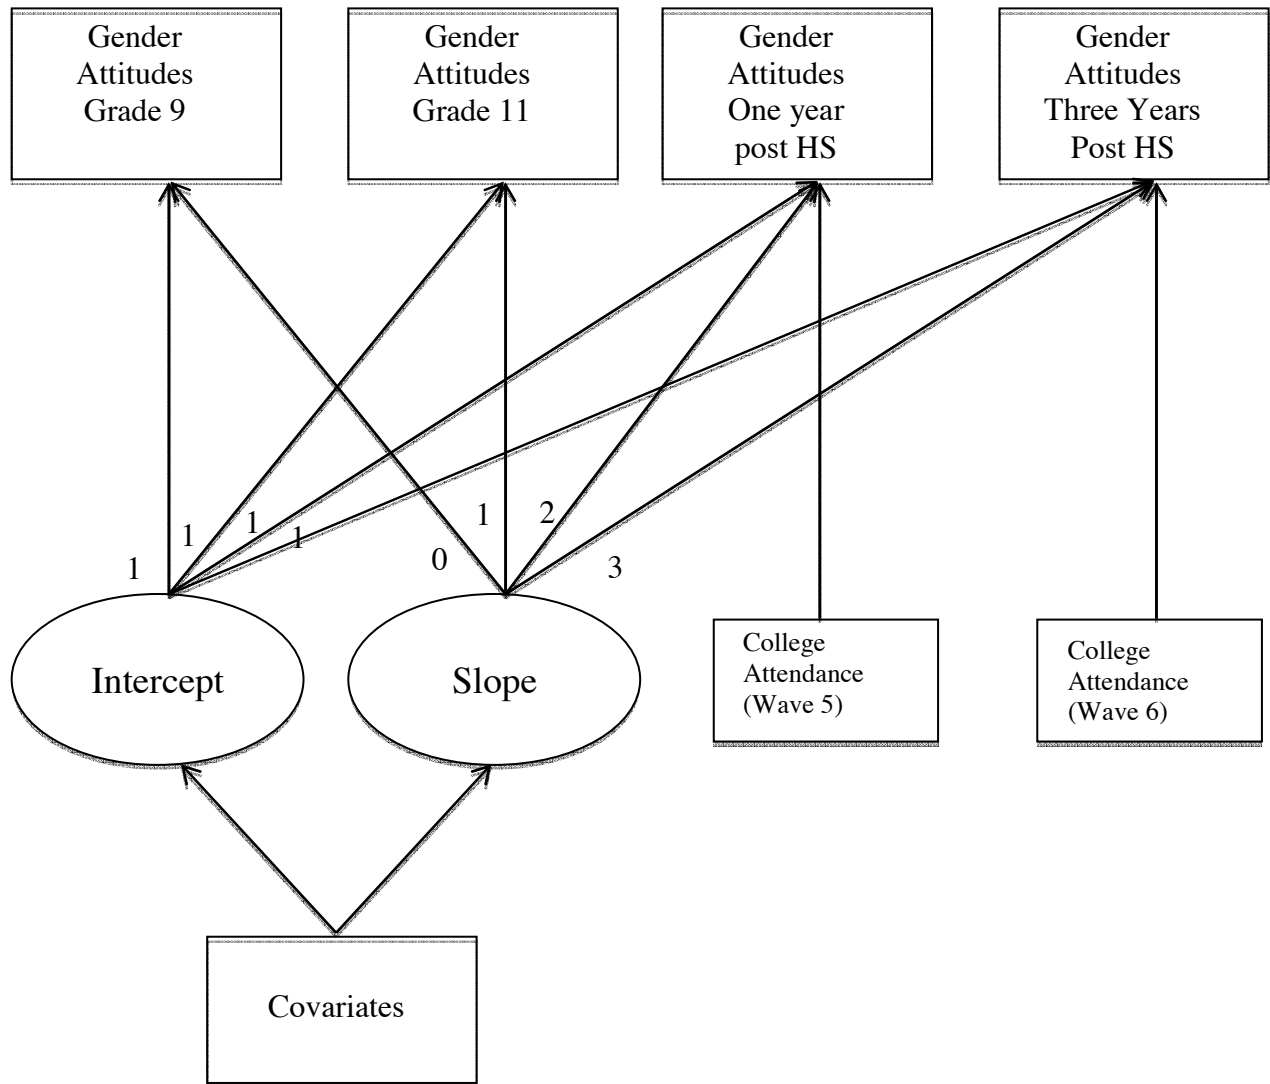 Gender
Attitudes
Grade 9
Gender
Attitudes
Grade 11
Gender
Attitudes
One year
post HS
Gender
Attitudes
Three Years
Post HS
1
1
1
1
0
1
2
3
Intercept
Slope
College
Attendance
(Wave 5)
College
Attendance
(Wave 6)
Covariates